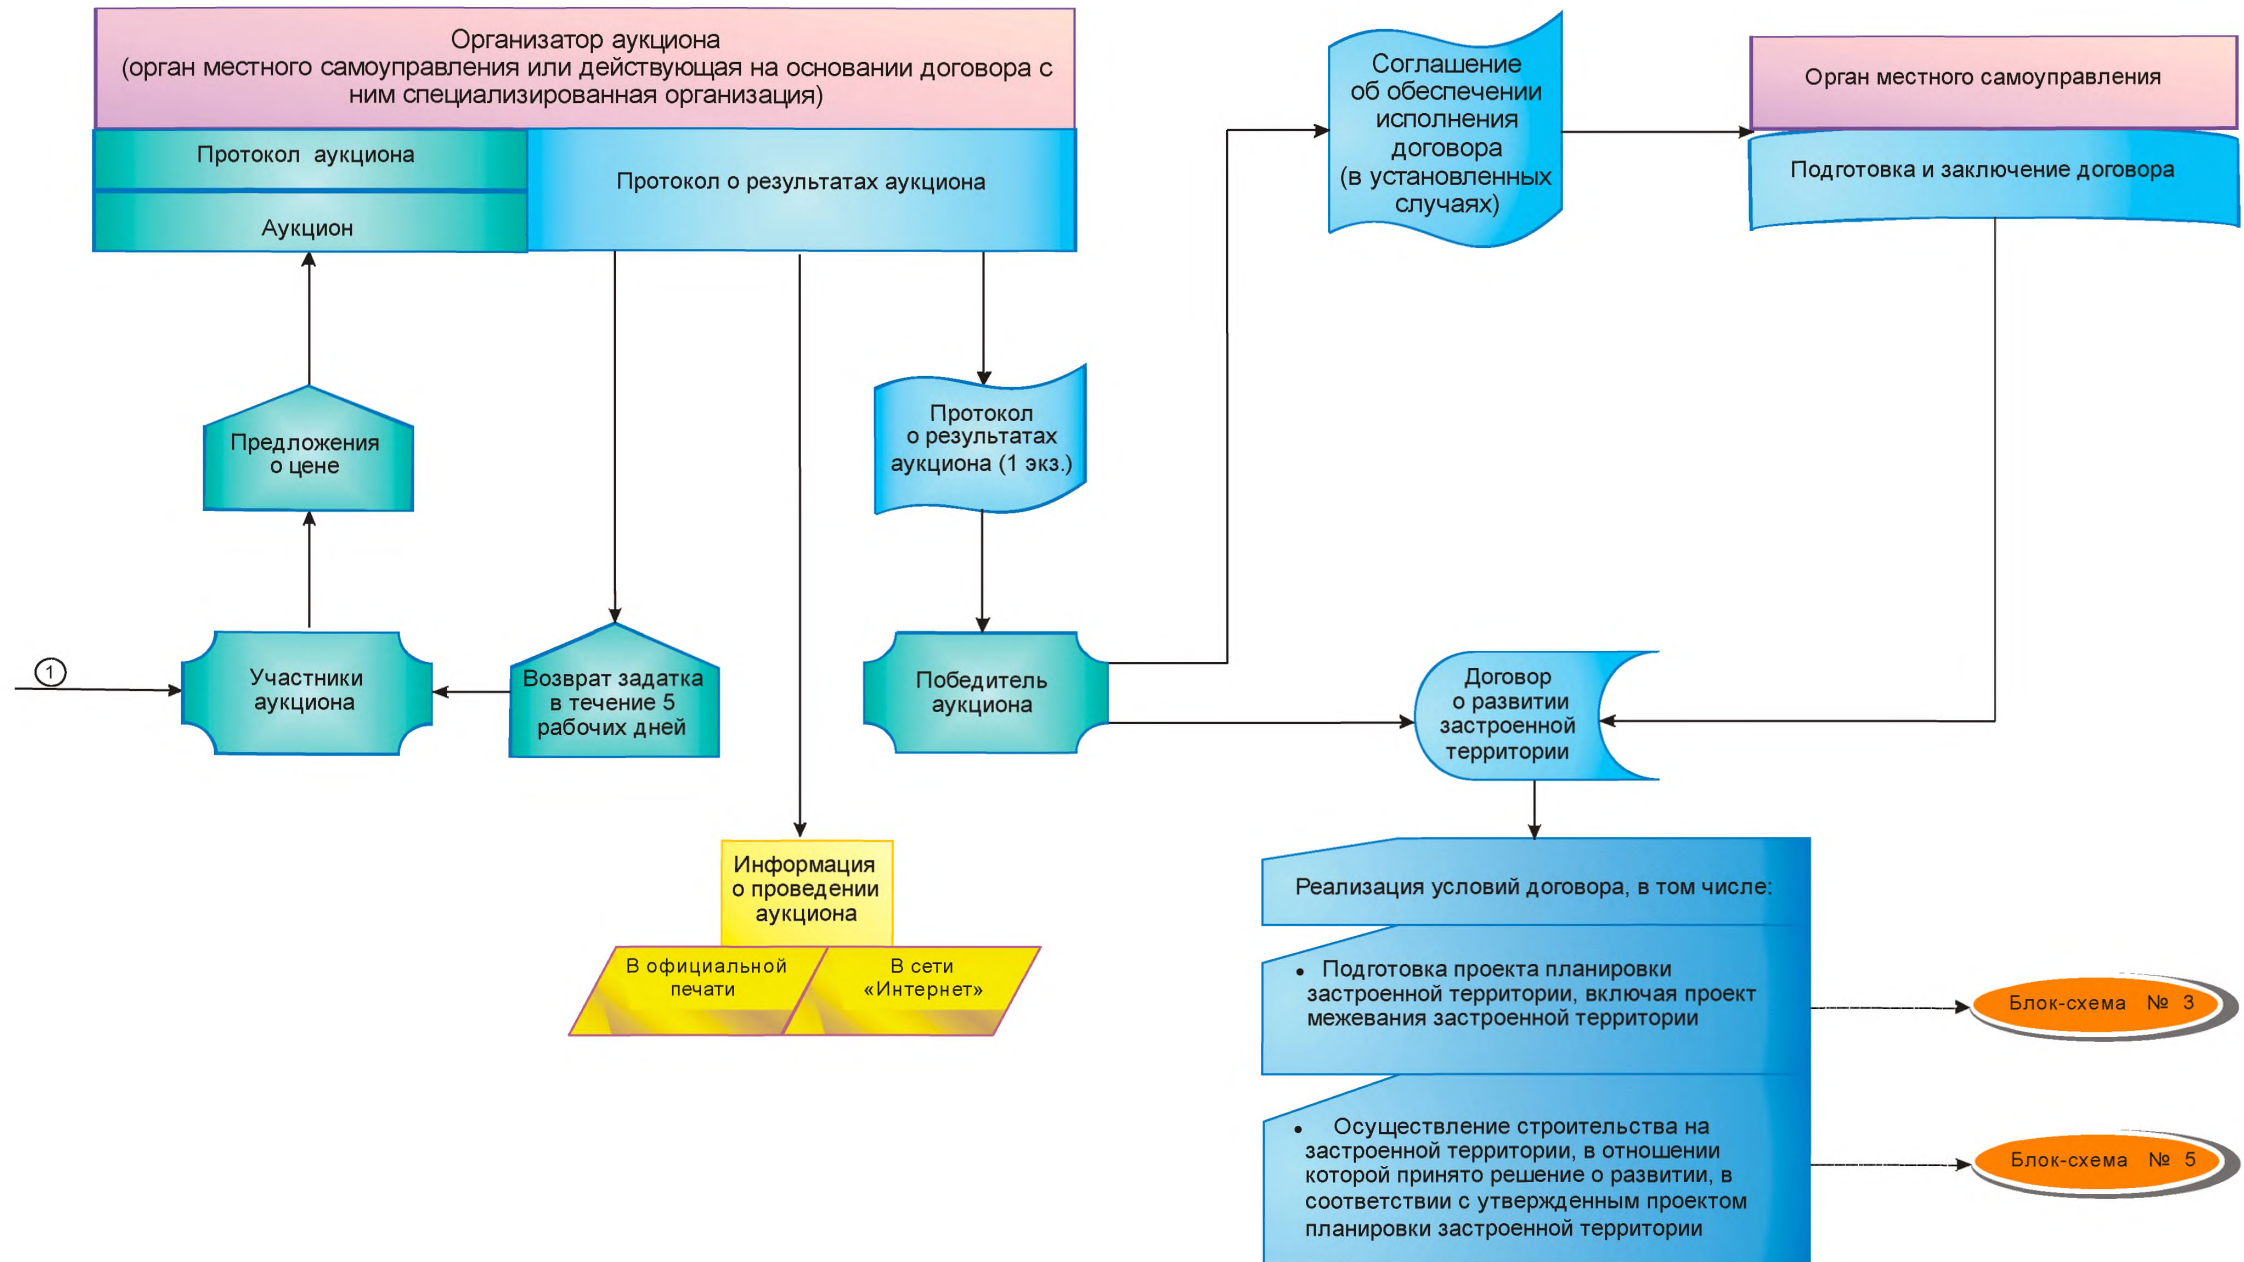 Организатор аукциона
(орган местного самоуправления или действующая на основании договора с
ним специализированная организация)
Протокол аукциона
Аукцион
Протокол о результатах аукциона
Соглашение
об обеспечении
исполнения
договора
(в установленных
случаях)
Орган местного самоуправления
Подготовка и заключение договора
Предложения
о цене
Протокол
о результатах
аукциона (1 экз.)
1
Участники
аукциона
Возврат задатка
в течение 5
рабочих дней
Победитель
аукциона
Договор
о развитии
застроенной
территории
Информация
о проведении
аукциона
В официальной
печати
В сети
«Интернет»
Реализация условий договора, в том числе:
• Подготовка проекта планировки
застроенной территории, включая проект
межевания застроенной территории
Блок-схема № 3
• Осуществление строительства на
застроенной территории, в отношении
которой принято решение о развитии, в
соответствии с утвержденным проектом
планировки застроенной территории
Блок-схема № 5